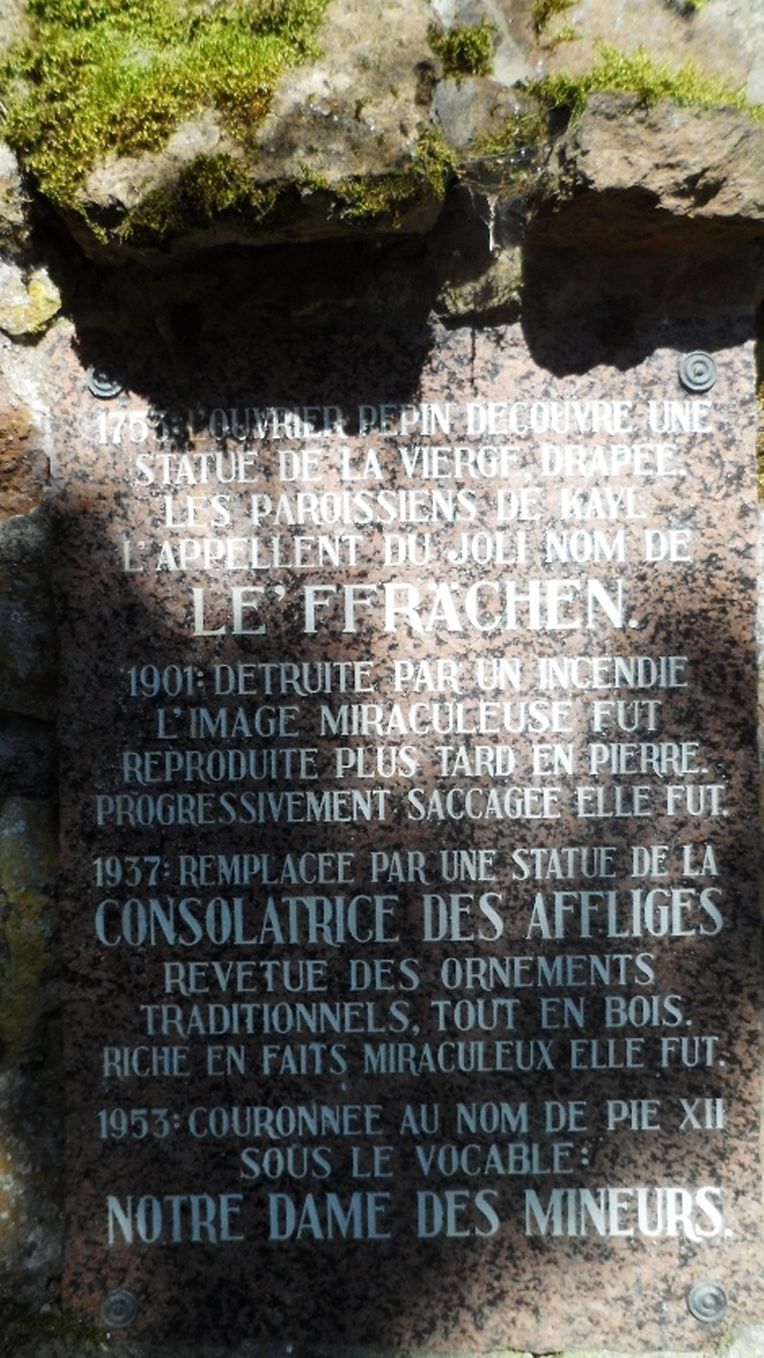 1753: L'OUVRIER PEPIN DECOUVRE UNE
STATUE DE LA VIERGE, DRAPEE.
LES PAROISSIENS DE KAYL
L'APPELLENT DU JOLI NOM DE
LE' FFRÄCHEN.
1901: DETRUITE PAR UN INCENDIE
L'IMAGE MIRACULEUSE FUT
REPRODUITE PLUS TARD EN PIERRE.
PROGRESSIVEMENT SACCAGEE ELLE FUT.
1937: REMPLACEE PAR UNE STATUE DE LA
CONSOLATRICE DES AFFLIGES
REVETUE DES ORNEMENTS
TRADITIONNELS, TOUT EN BOIS.
RICHE EN FAITS MIRACULEUX ELLE FUT.
1953: COURONNEE AU NOM DE PIE XII
SOUS LE VOCABLE:
NOTRE DAME DES MINEURS.